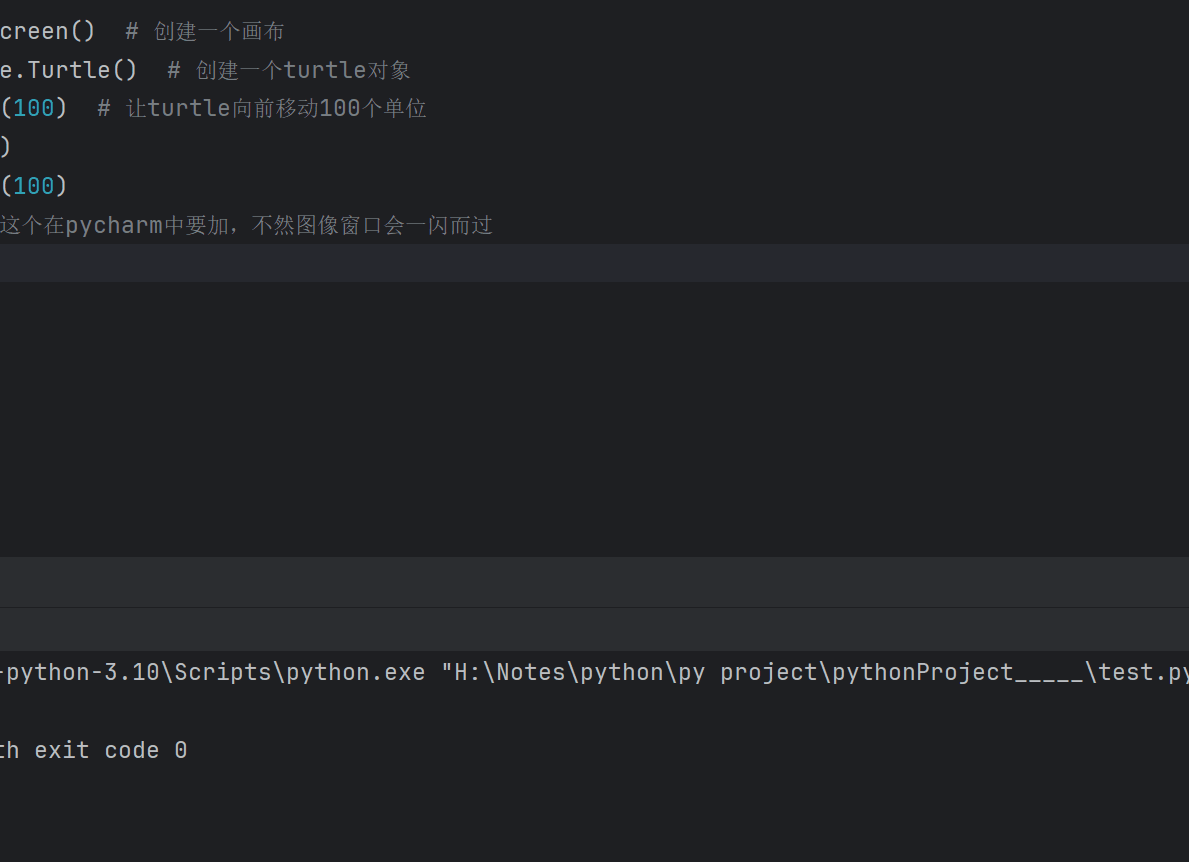 creen()  # 创建一个画布
e.Turtle()  # 创建一个turtle对象
(100)  # 让turtle向前移动100个单位
)
(100)
这个在pycharm中要加，不然图像窗口会一闪而过
-python-3.10\Scripts\python.exe "H:\Notes\python\py project\pythonProject_____\test.py
th exit code 0